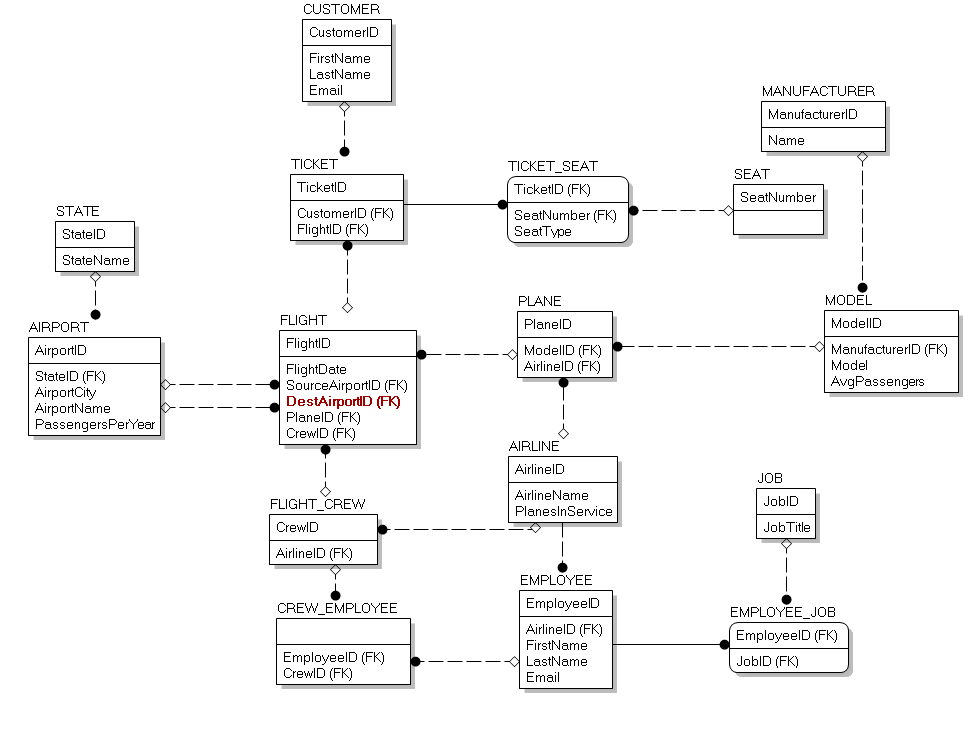 CUSTOMER
CustomerID
FirstName
LastName
Email
MANUFACTURER
ManufacturerID
Name
TICKET
TicketID
CustomerID (FK)
FlightID (FK)
TICKET_SEAT
TicketID (FK)
SeatNumber (FK)
SeatType
SEAT
SeatNumber
STATE
StateID
StateName
AIRPORT
AirportID
StateID (FK)
AirportCity
AirportName
PassengersPerYear
FLIGHT
FlightID
FlightDate
SourceAirportID (FK)
DestAirportID (FK)
PlaneID (FK)
CrewID (FK)
PLANE
PlaneID
ModelID (FK)
AirlineID (FK)
MODEL
ModelID
ManufacturerID (FK)
Model
AvgPassengers
AIRLINE
AirlineID
AirlineName
PlanesInService
FLIGHT_CREW
CrewID
AirlineID (FK)
JOB
JobID
JobTitle
CREW_EMPLOYEE
EmployeeID (FK)
CrewID (FK)
EMPLOYEE
EmployeeID
AirlineID (FK)
FirstName
LastName
Email
EMPLOYEE_JOB
EmployeeID (FK)
JobID (FK)